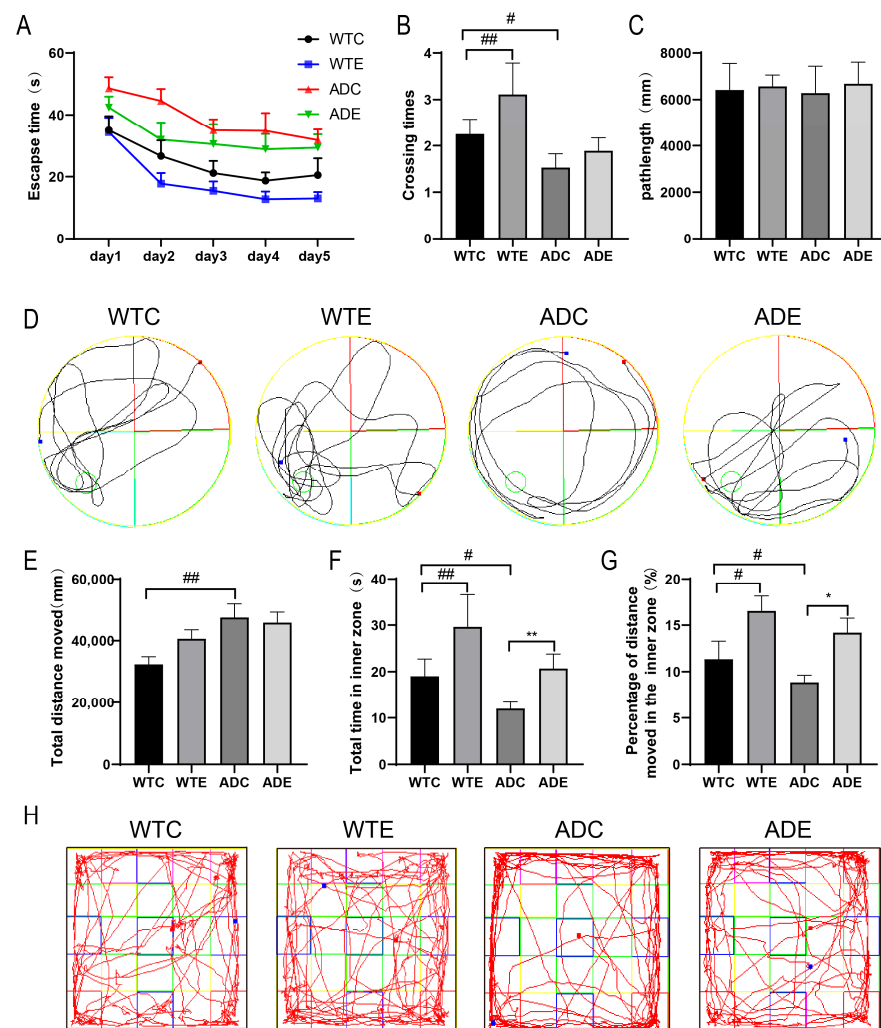 A
Escapse time（s）
60
40
20
0
day1 day2 day3 day4 day5
WTC
WTE
ADC
ADE
B
Crossing times
4
3
2
1
0
#
##
WTC WTE ADC ADE
C
pathlength（mm）
8000
6000
4000
2000
0
WTC WTE ADC ADE
D
WTC WTE ADC ADE
E
Total distance moved(mm)
60,000
40,000
20,000
0
##
WTC WTE ADC ADE
F
Total time in inner zone（s）
40
30
20
10
0
#
##
**
WTC WTE ADC ADE
G
Percentage of distance
moved in the inner zone（%）
20
15
10
5
0
#
#
*
WTC WTE ADC ADE
H
WTC WTE ADC ADE